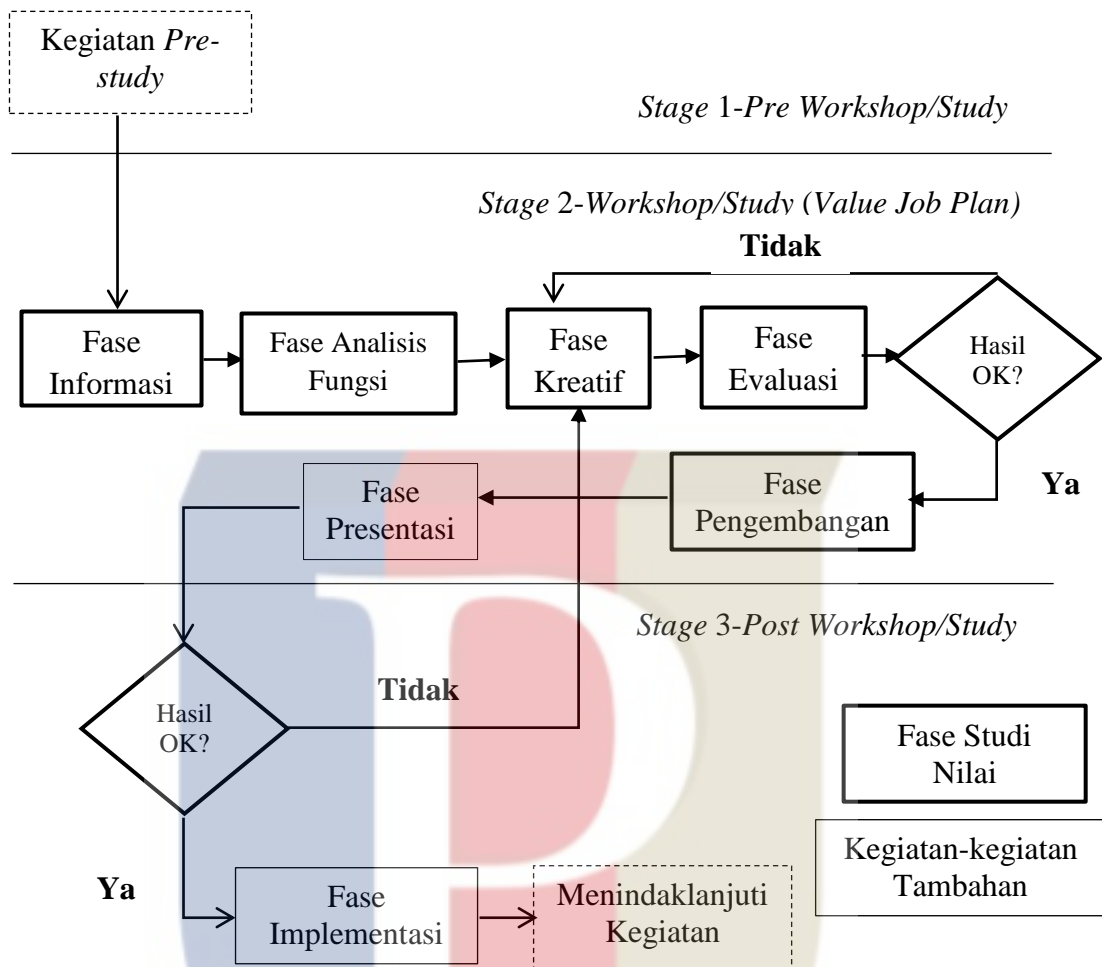 Kegiatan Pre-
study
Stage 1-Pre Workshop/Study
Stage 2-Workshop/Study (Value Job Plan)
Tidak
Fase
Informasi
Fase Analisis
Fungsi
Fase
Kreatif
Fase
Evaluasi
Hasil
OK?
Ya
Fase
Pengembangan
Fase
Presentasi
Stage 3-Post Workshop/Study
Hasil
OK?
Tidak
Ya
Fase
Implementasi
Menindaklanjuti
Kegiatan
Fase Studi
Nilai
Kegiatan-kegiatan
Tambahan